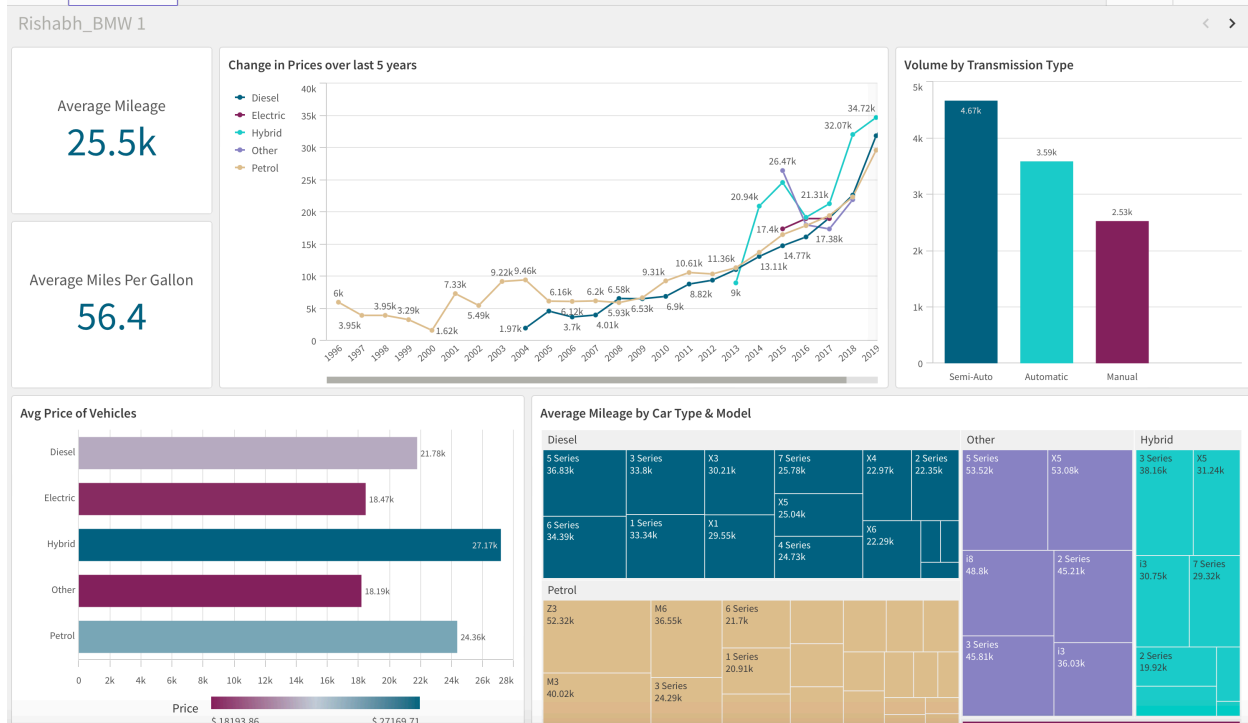 Rishabh_BMW 1
Average Mileage
25.5k
Average Miles Per Gallon
56.4
Change in Prices over last 5 years
Diesel
Electric
Hybrid
Other
Petrol
40k
35k
30k
25k
20k
15k
10k
5k
0
6k
3.95k
3.95k
3.29k
1.62k
7.33k
5.49k
9.22k
9.46k
1.97k
6.16k
6.12k
3.7k
6.2k
4.01k
6.58k
5.93k
6.53k
9.31k
6.9k
10.61k
8.82k
11.36k
9k
20.94k
13.11k
26.47k
17.4k
14.77k
21.31k
17.38k
32.07k
34.72k
1996
1997
1998
1999
2000
2001
2002
2003
2004
2005
2006
2007
2008
2009
2010
2011
2012
2013
2014
2015
2016
2017
2018
2019
Volume by Transmission Type
5k
4k
3k
2k
1k
0
4.67k
3.59k
2.53k
Semi-Auto
Automatic
Manual
Avg Price of Vehicles
Diesel
21.78k
Electric
18.47k
Hybrid
27.17k
Other
18.19k
Petrol
24.36k
0 2k 4k 6k 8k 10k 12k 14k 16k 18k 20k 22k 24k 26k 28k
Price
$ 18193.86
$ 27169.71
Average Mileage by Car Type & Model
Diesel
5 Series
36.83k
6 Series
34.39k
3 Series
33.8k
1 Series
33.34k
X3
30.21k
X1
29.55k
7 Series
25.78k
X5
25.04k
4 Series
24.73k
X4
22.97k
2 Series
22.35k
X6
22.29k
Petrol
Z3
52.32k
M3
40.02k
M6
36.55k
3 Series
24.29k
6 Series
21.7k
1 Series
20.91k
Other
5 Series
53.52k
X5
53.08k
i8
48.8k
2 Series
45.21k
3 Series
45.81k
i3
36.03k
Hybrid
3 Series
38.16k
X5
31.24k
i3
30.75k
7 Series
29.32k
2 Series
19.92k